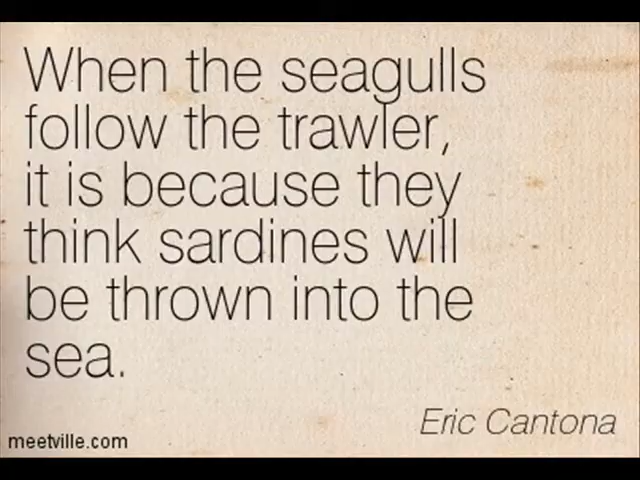 When the seagulls
follow the trawler,
it is because they
think sardines will
be thrown into the
sea.
Eric Cantona
meetville.com